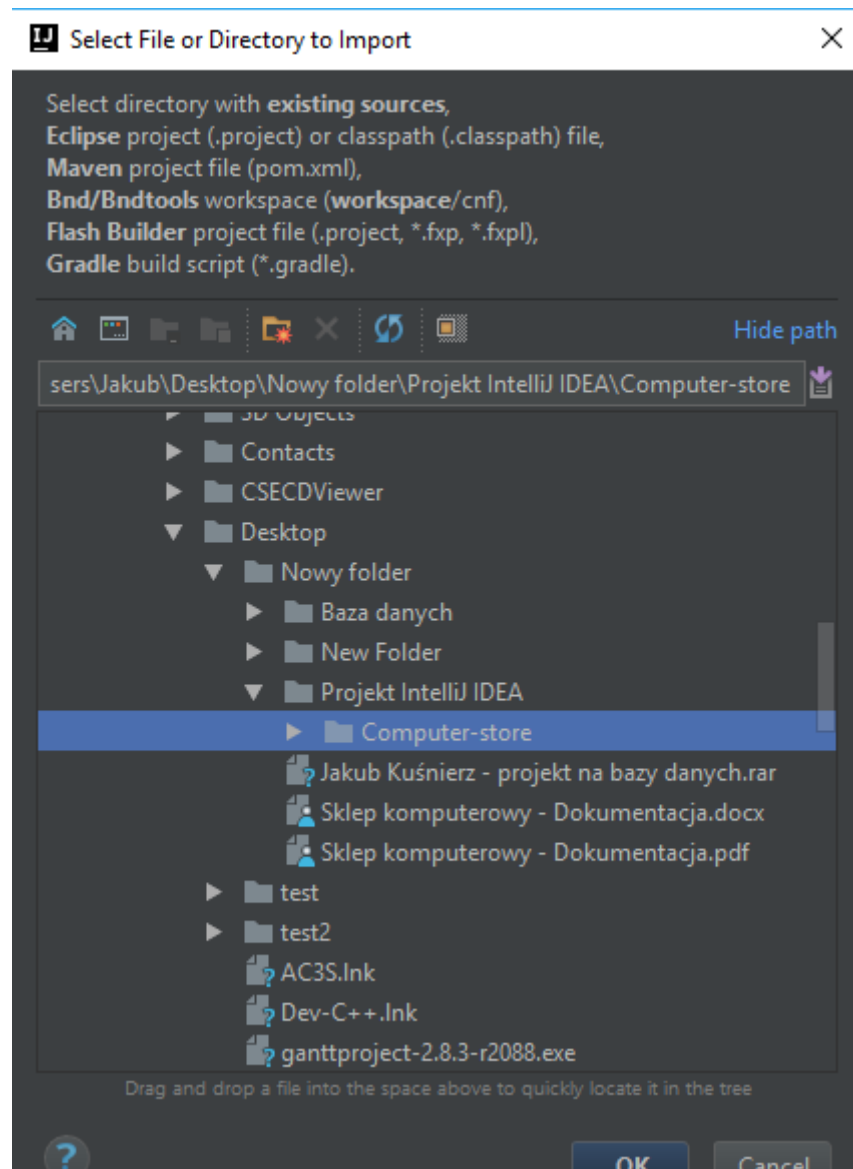 IJ Select File or Directory to Import
Select directory with existing sources,
Eclipse project (.project) or classpath (.classpath) file,
Maven project file (pom.xml),
Bnd/Bndtools workspace (workspace/cnf),
Flash Builder project file (.project, *.fxp, *.fxpl),
Gradle build script (*.gradle).
Hide path
sers\Jakub\Desktop\Nowy folder\Projekt IntelliJ IDEA\Computer-store
3D Objects
Contacts
CSECDViewer
Desktop
Nowy folder
Baza danych
New Folder
Projekt IntelliJ IDEA
Computer-store
Jakub Kuśnierz - projekt na bazy danych.rar
Sklep komputerowy - Dokumentacja.docx
Sklep komputerowy - Dokumentacja.pdf
test
test2
AC3S.lnk
Dev-C++.lnk
ganttproject-2.8.3-r2088.exe
Drag and drop a file into the space above to quickly locate it in the tree
?
OK Cancel